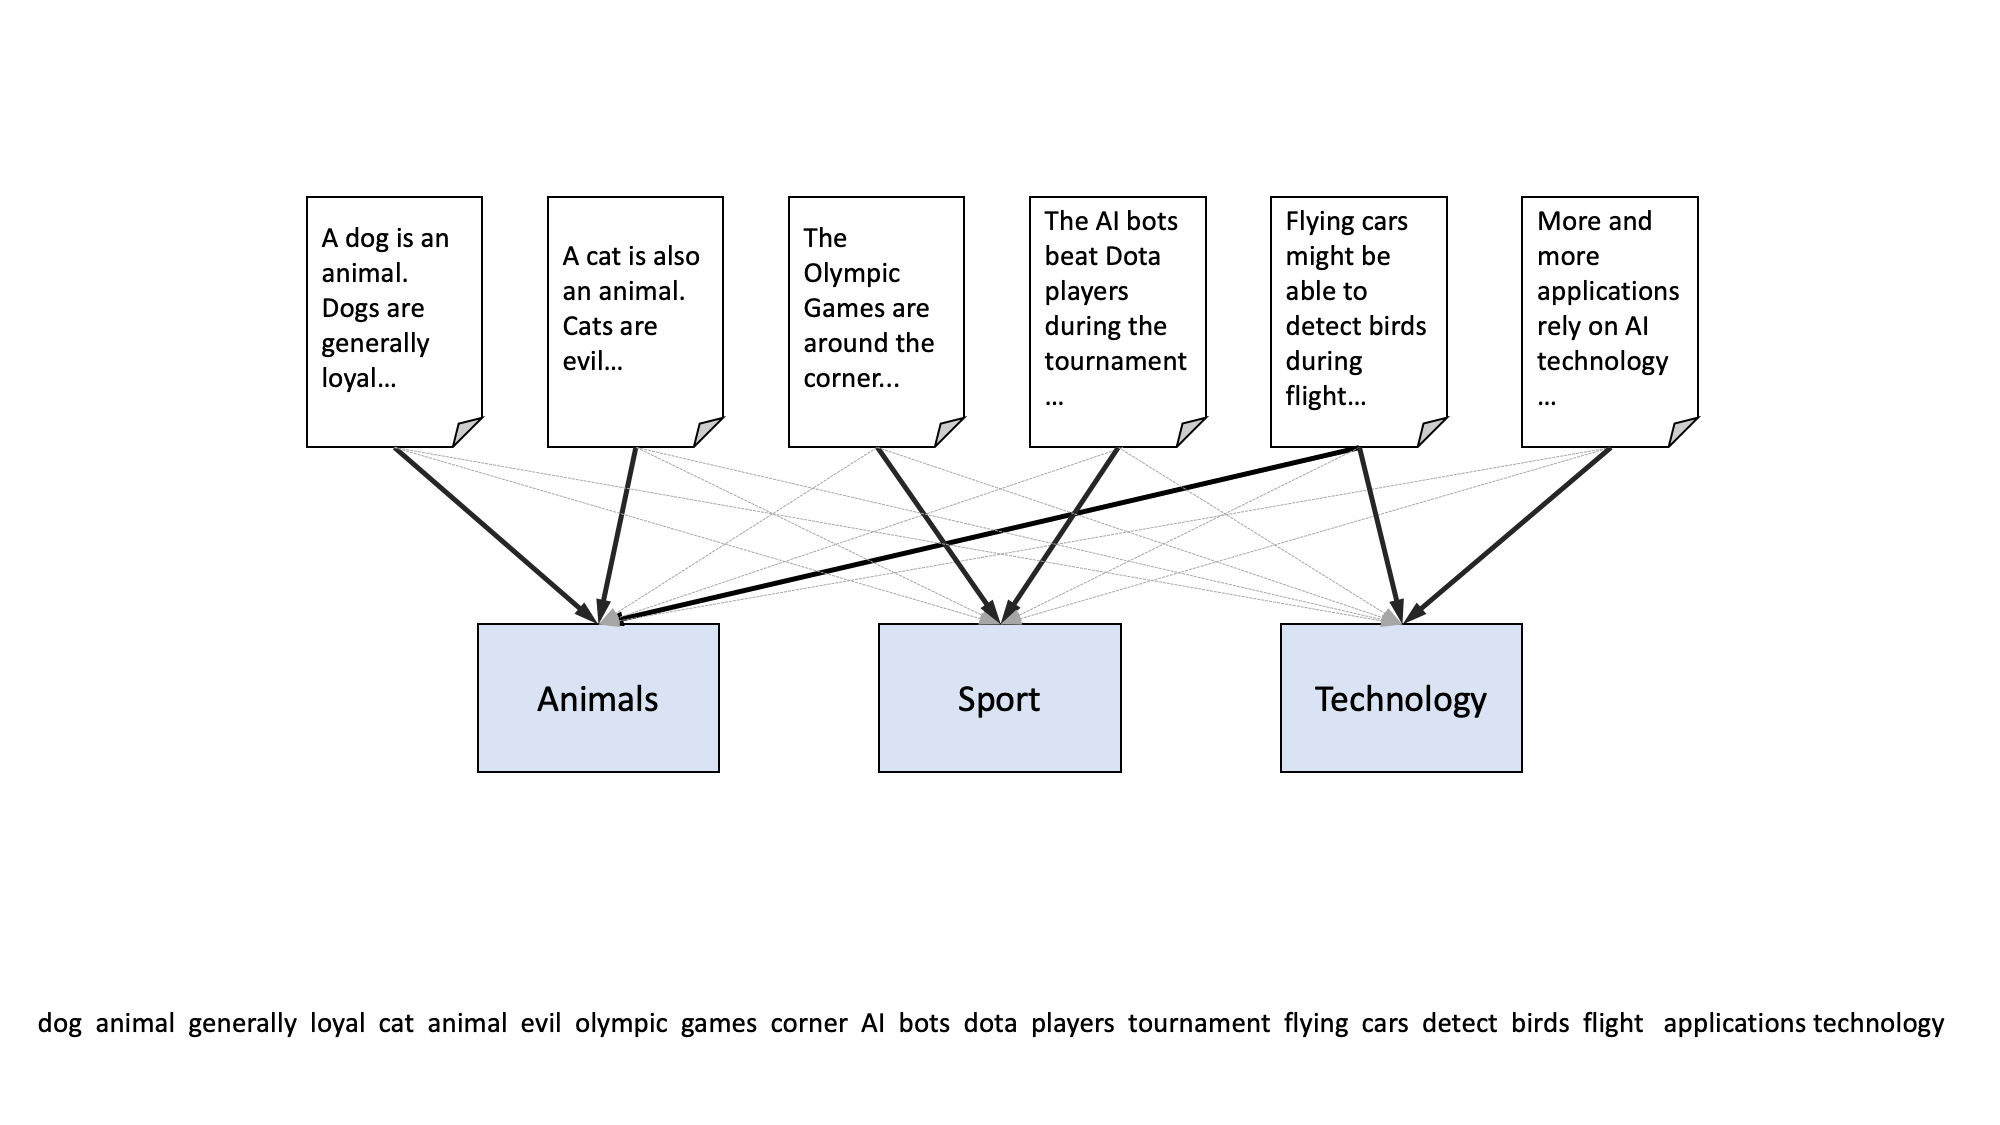 A dog is an
animal.
Dogs are
generally
loyal...
A cat is also
an animal.
Cats are
evil...
The
Olympic
Games are
around the
corner...
The AI bots
beat Dota
players
during the
tournament
...
Flying cars
might be
able to
detect birds
during
flight...
More and
more
applications
rely on AI
technology
...
Animals
Sport
Technology
dog animal generally loyal cat animal evil olympic games corner AI bots dota players tournament flying cars detect birds flight applications technology